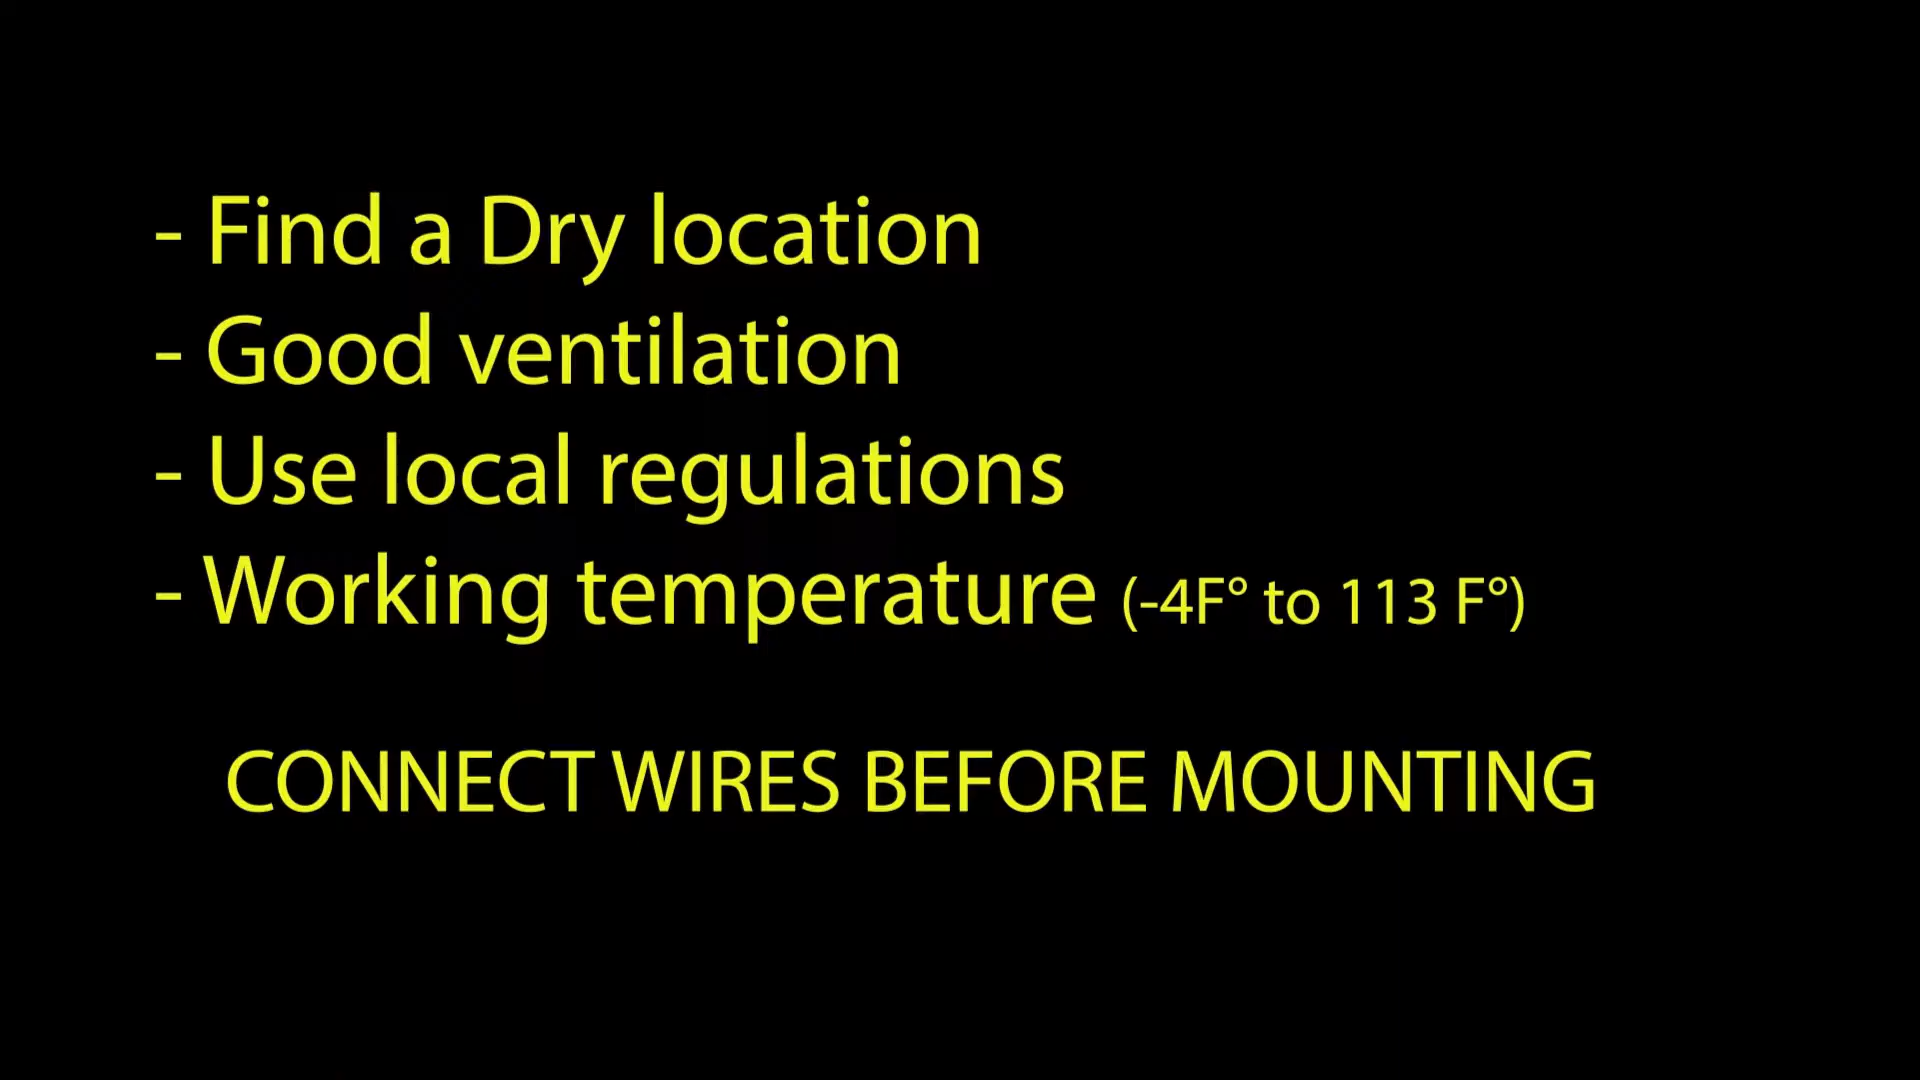 - Find a Dry location
- Good ventilation
- Use local regulations
- Working temperature (-4F° to 113 F°)
CONNECT WIRES BEFORE MOUNTING